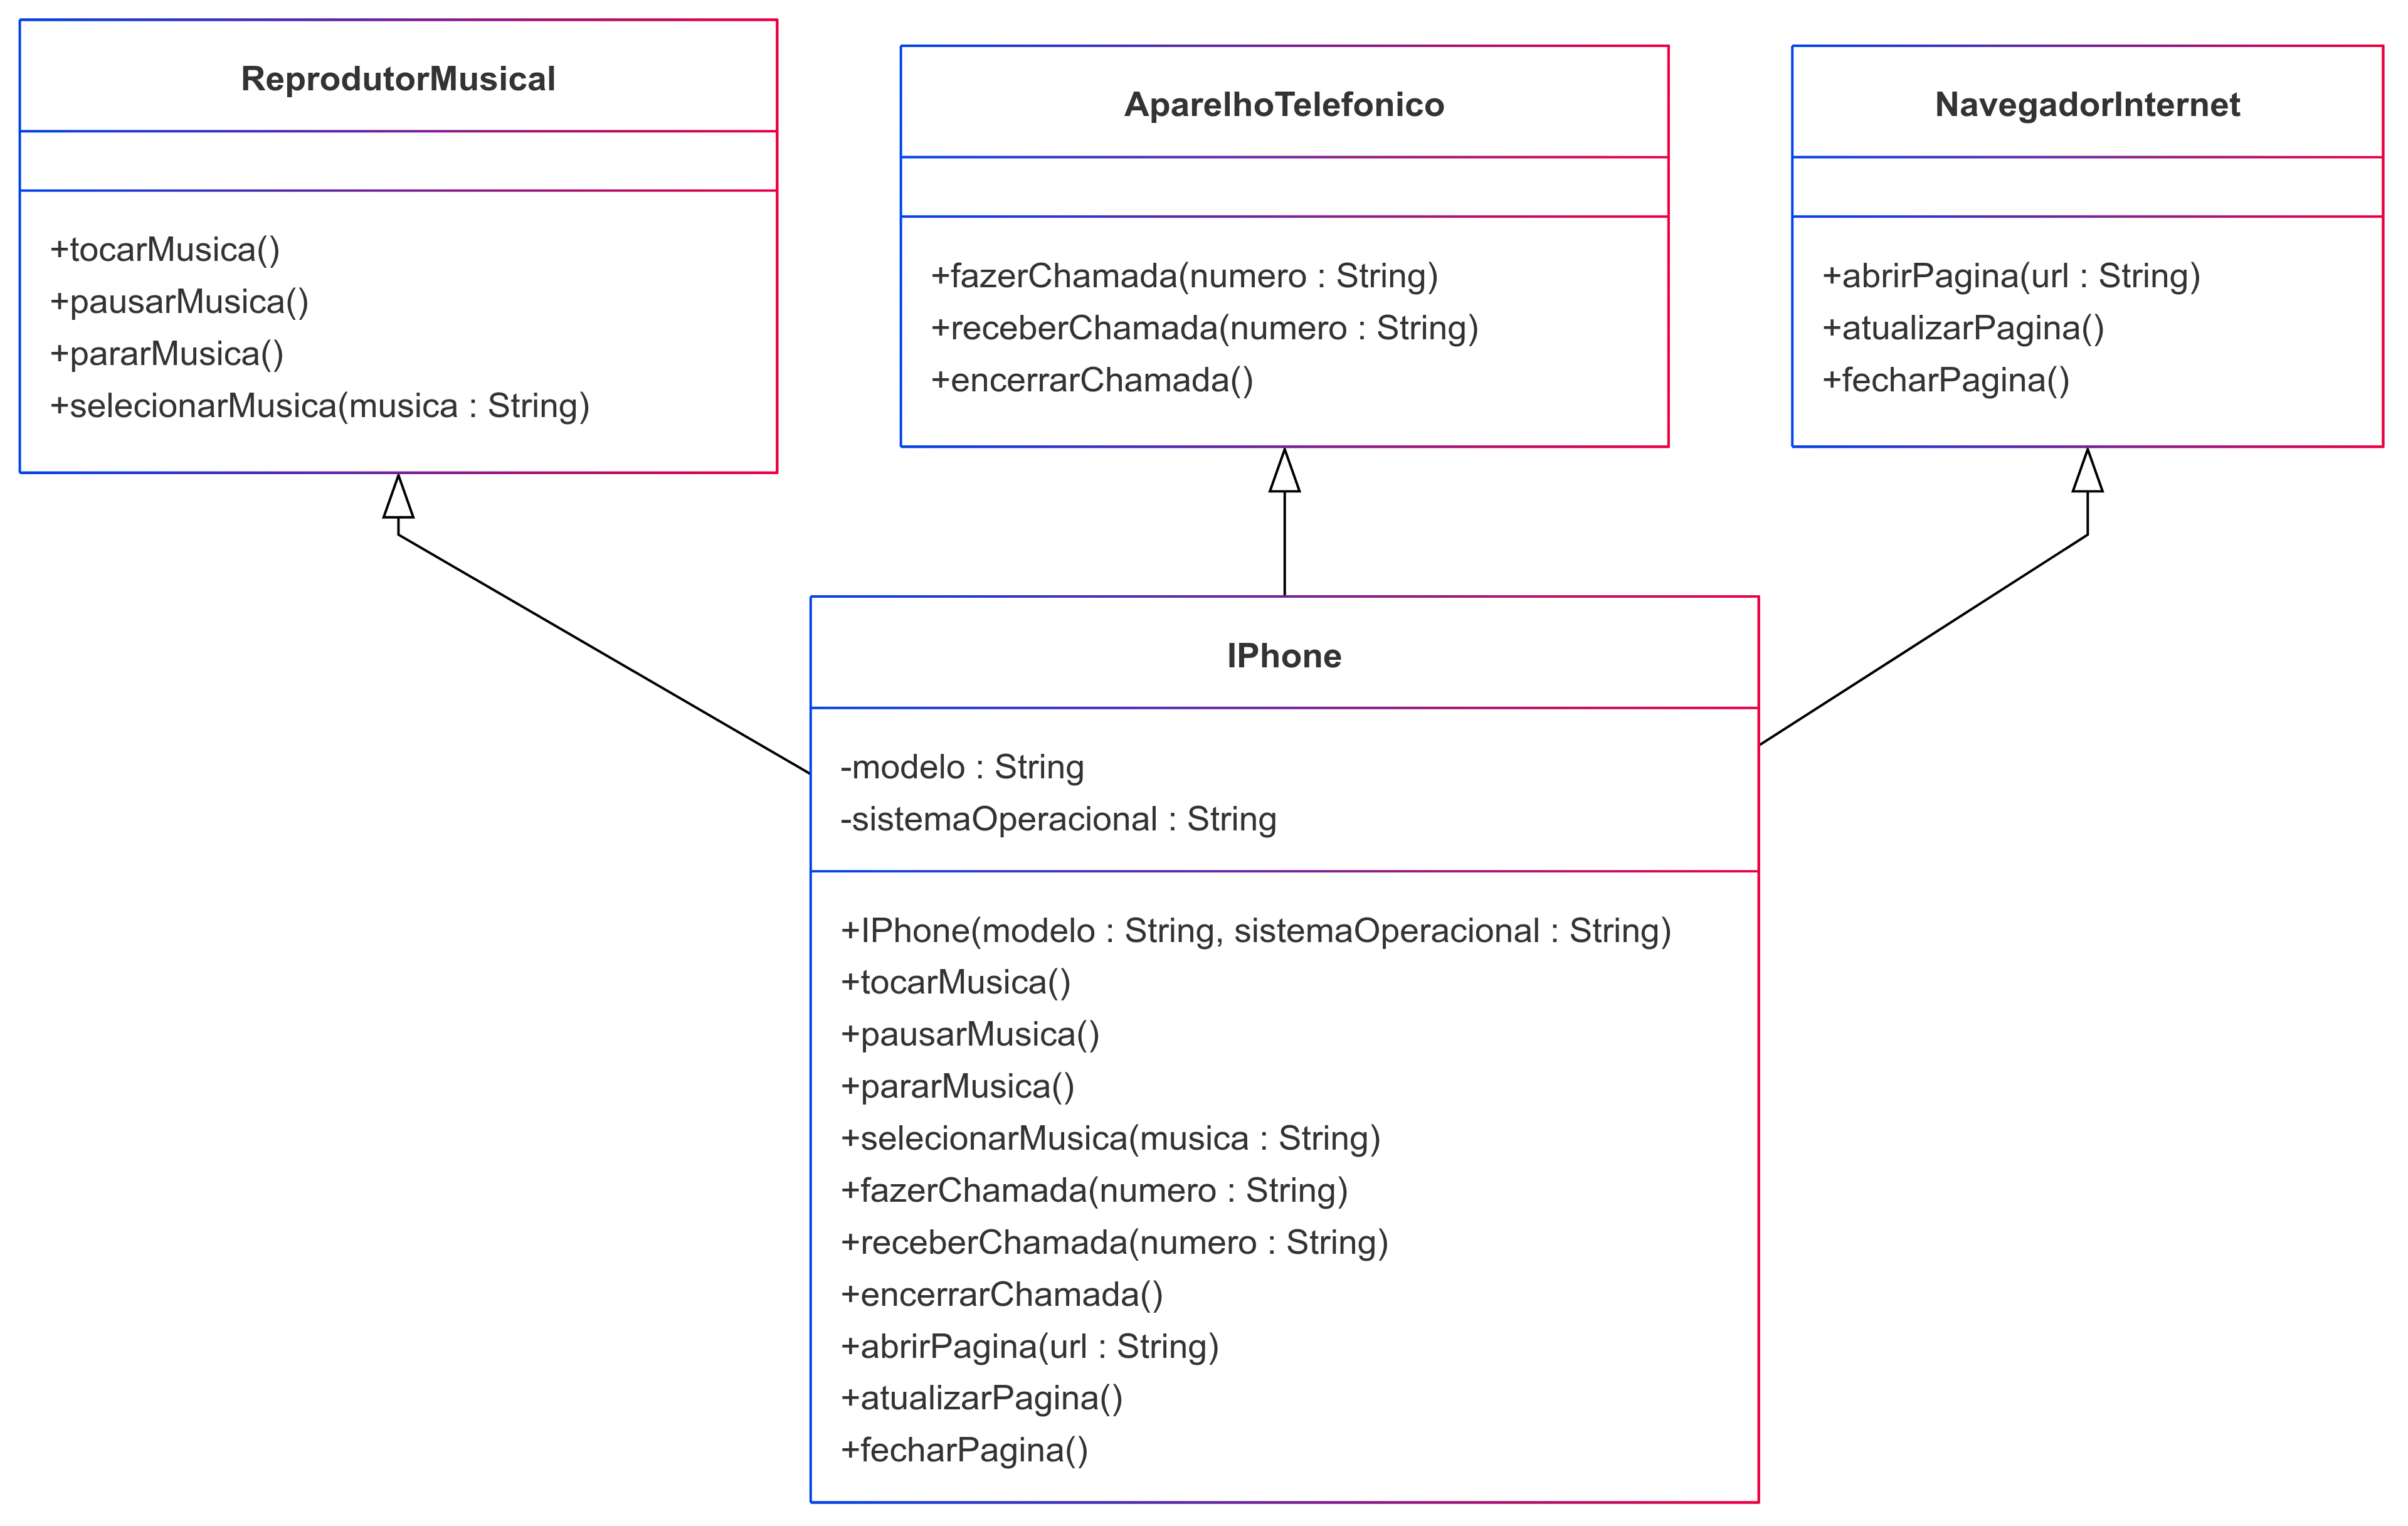 ReprodutorMusical
+tocarMusica()
+pausarMusica()
+pararMusica()
+selecionarMusica(musica : String)
AparelhoTelefonico
+fazerChamada(numero : String)
+receberChamada(numero : String)
+encerrarChamada()
NavegadorInternet
+abrirPagina(url : String)
+atualizarPagina()
+fecharPagina()
IPhone
-modelo : String
-sistemaOperacional : String
+IPhone(modelo : String, sistemaOperacional : String)
+tocarMusica()
+pausarMusica()
+pararMusica()
+selecionarMusica(musica : String)
+fazerChamada(numero : String)
+receberChamada(numero : String)
+encerrarChamada()
+abrirPagina(url : String)
+atualizarPagina()
+fecharPagina()